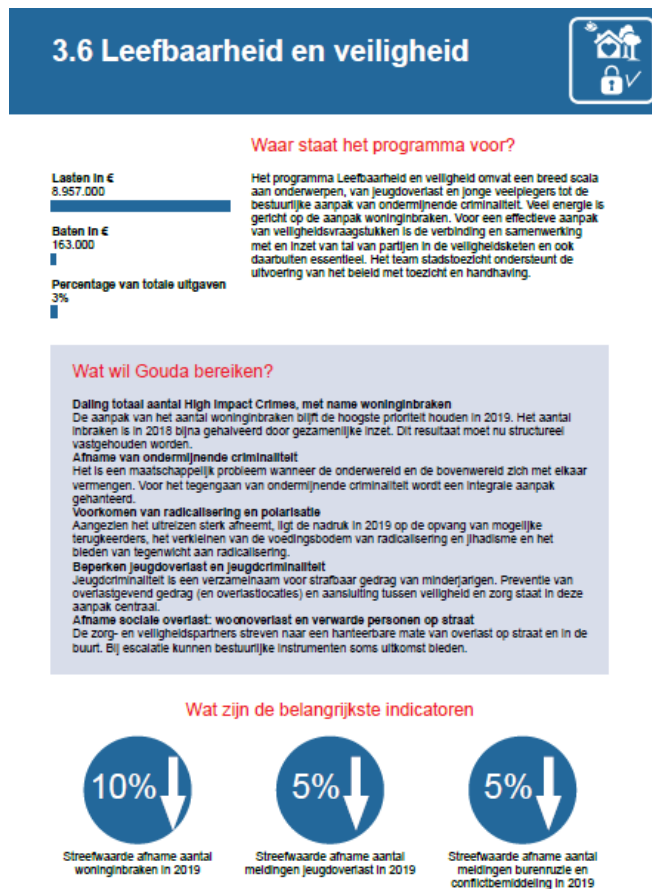 3.6 Leefbaarheid en veiligheid
Waar staat het programma voor?
Lasten in €
8.957.000
Baten in €
163.000
Percentage van totale uitgaven
3%
Het programma Leefbaarheid en veiligheid omvat een breed scala
aan onderwerpen, van jeugdoverlast en jonge veelplegers tot de
bestuurlijke aanpak van ondermijnende criminaliteit. Veel energie is
gericht op de aanpak woninginbraken. Voor een effectieve aanpak
van veiligheidsvraagstukken is de verbinding en samenwerking
met en inzet van tal van partijen in de veiligheidsketen en ook
daarbuiten essentieel. Het team stadstoezicht ondersteunt de
uitvoering van het beleid met toezicht en handhaving.
Wat wil Gouda bereiken?
Daling totaal aantal High Impact Crimes, met name woninginbraken
De aanpak van het aantal woninginbraken blijft de hoogste prioriteit houden in 2019. Het aantal
inbraken is in 2018 bijna gehalveerd door gezamenlijke inzet. Dit resultaat moet nu structureel
vastgehouden worden.
Afname van ondermijnende criminaliteit
Het is een maatschappelijk probleem wanneer de onderwereld en de bovenwereld zich met elkaar
vermengen. Voor het tegengaan van ondermijnende criminaliteit wordt een integrale aanpak
gehanteerd.
Voorkomen van radicalisering en polarisatie
Aangezien het uitreizen sterk afneemt, ligt de nadruk in 2019 op de opvang van mogelijke
terugkeerders, het verkleinen van de voedingsbodem van radicalisering en jihadisme en het
bieden van tegenwicht aan radicalisering.
Beperken jeugdoverlast en jeugdcriminaliteit
Jeugdcriminaliteit is een verzamelnaam voor strafbaar gedrag van minderjarigen. Preventie van
overlastgevend gedrag (en overlastlocaties) en aansluiting tussen veiligheid en zorg staat in deze
aanpak centraal.
Afname sociale overlast: woonoverlast en verwarde personen op straat
De zorg- en veiligheidspartners streven naar een hanteerbare mate van overlast op straat en in de
buurt. Bij escalatie kunnen bestuurlijke instrumenten soms uitkomst bieden.
Wat zijn de belangrijkste indicatoren
10%
Streefwaarde afname aantal
woninginbraken in 2019
5%
Streefwaarde afname aantal
meldingen jeugdoverlast in 2019
5%
Streefwaarde afname aantal
meldingen burenruzie en
conflictbemiddeling in 2019